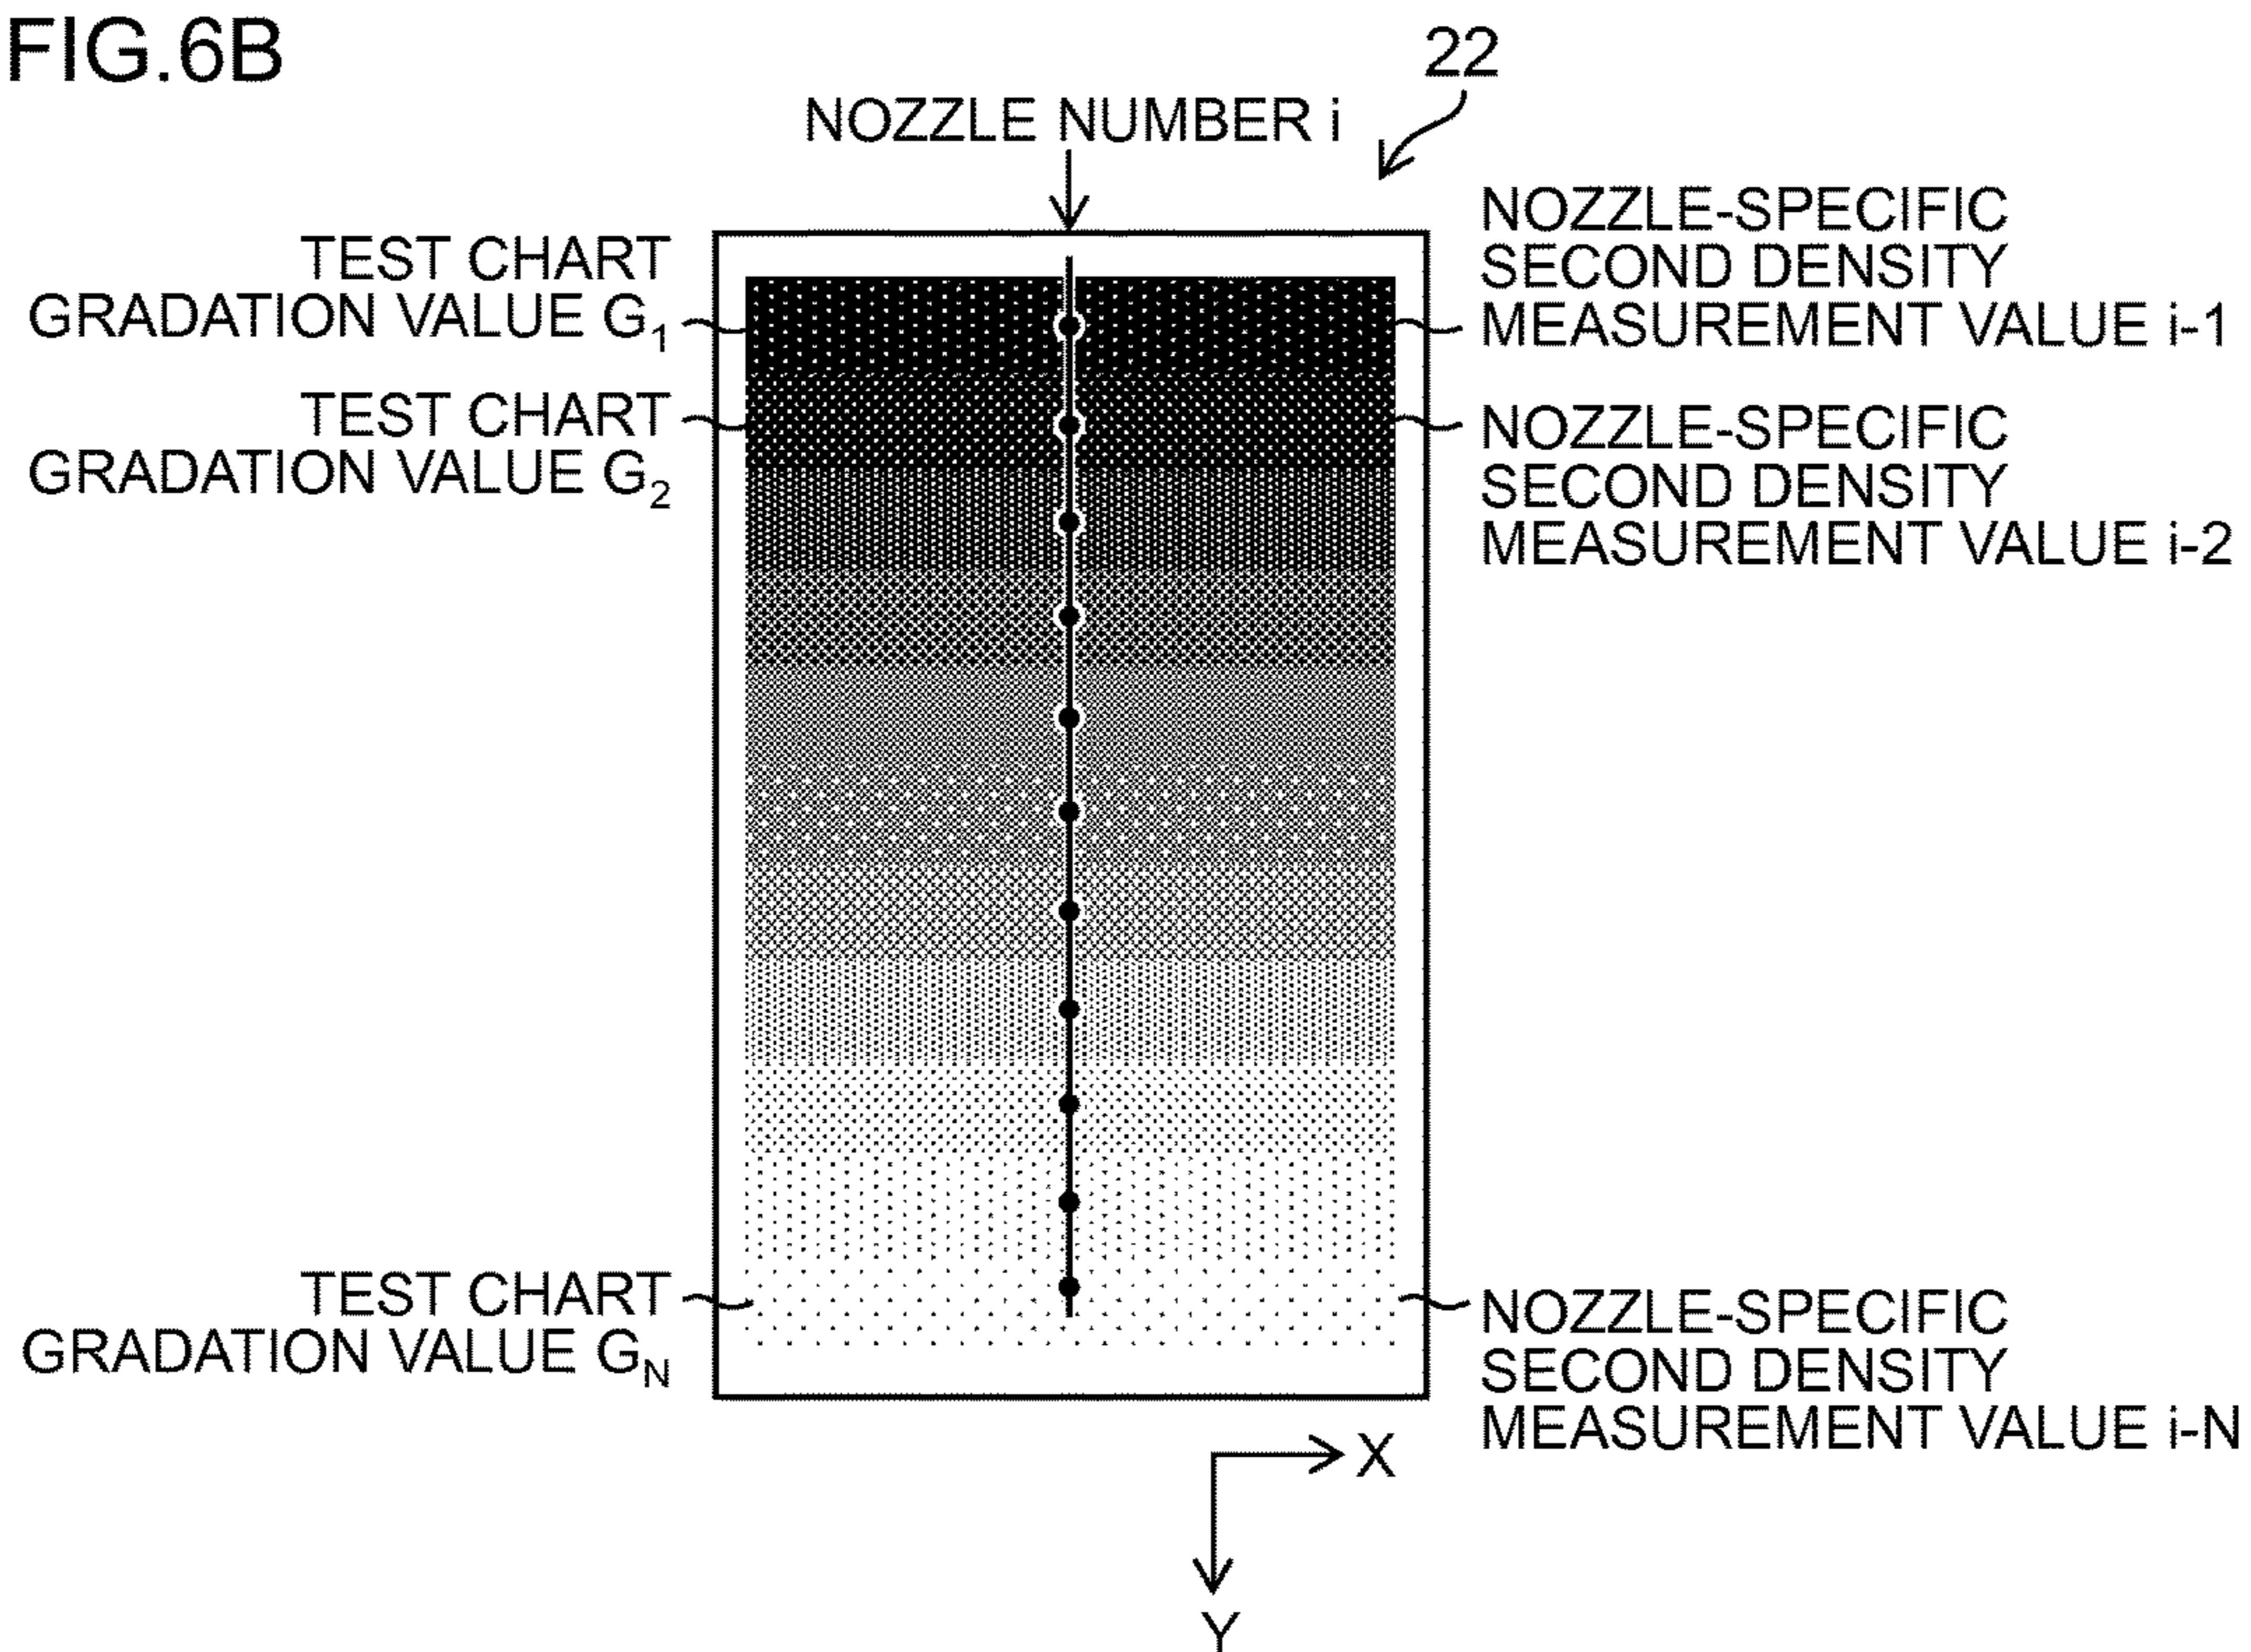 FIG.6B
22
NOZZLE NUMBER i
TEST CHART
GRADATION VALUE G1
TEST CHART
GRADATION VALUE G2
TEST CHART
GRADATION VALUE GN
NOZZLE-SPECIFIC
SECOND DENSITY
MEASUREMENT VALUE i-1
NOZZLE-SPECIFIC
SECOND DENSITY
MEASUREMENT VALUE i-2
NOZZLE-SPECIFIC
SECOND DENSITY
MEASUREMENT VALUE i-N
X
Y